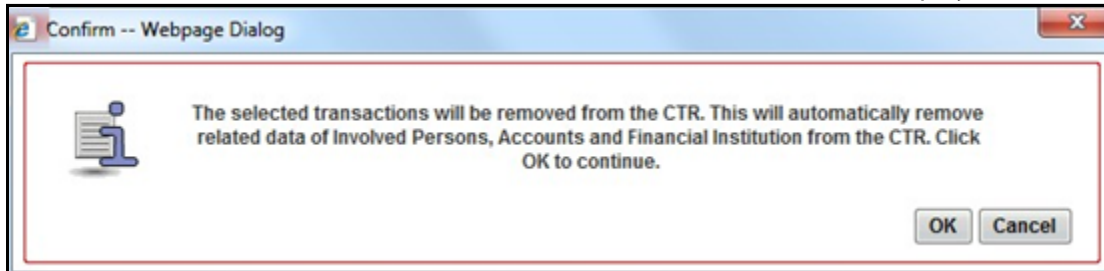 Confirm -- Webpage Dialog
The selected transactions will be removed from the CTR. This will automatically remove
related data of Involved Persons, Accounts and Financial Institution from the CTR. Click
OK to continue.
OK Cancel